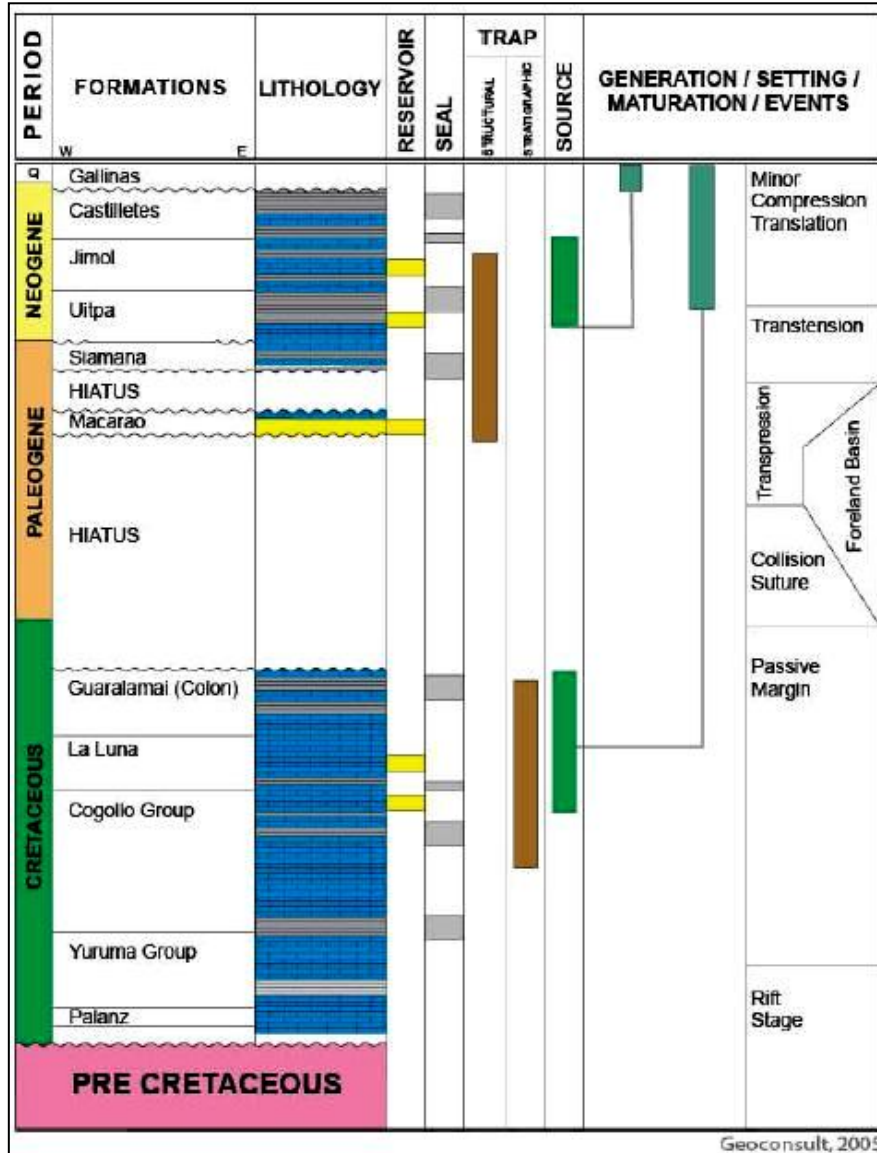 PERIOD
FORMATIONS
W
E
LITHOLOGY
RESERVOIR
SEAL
TRAP
STRUCTURAL
STRATIGRAPHIC
SOURCE
GENERATION / SETTING /
MATURATION / EVENTS
Q
NEOGENE
PALEOGENE
CRETACEOUS
Gallinas
Castilletes
Jimol
Uitpa
Siamana
HIATUS
Macarao
HIATUS
Guaralamai (Colon)
La Luna
Cogollo Group
Yuruma Group
Palanz
PRE CRETACEOUS
Minor
Compression
Translation
Transtension
Transpression
Foreland Basin
Collision
Suture
Passive
Margin
Rift
Stage
Geoconsult, 2005